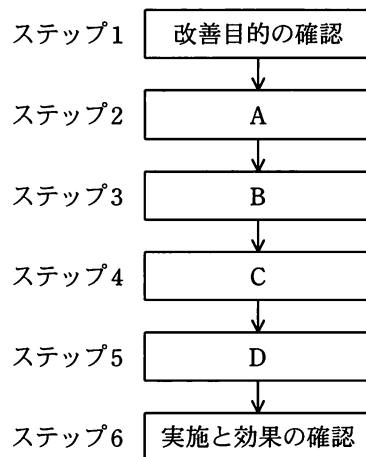 ステップ1 改善目的の確認
ステップ2 A
ステップ3 B
ステップ4 C
ステップ5 D
ステップ6 実施と効果の確認